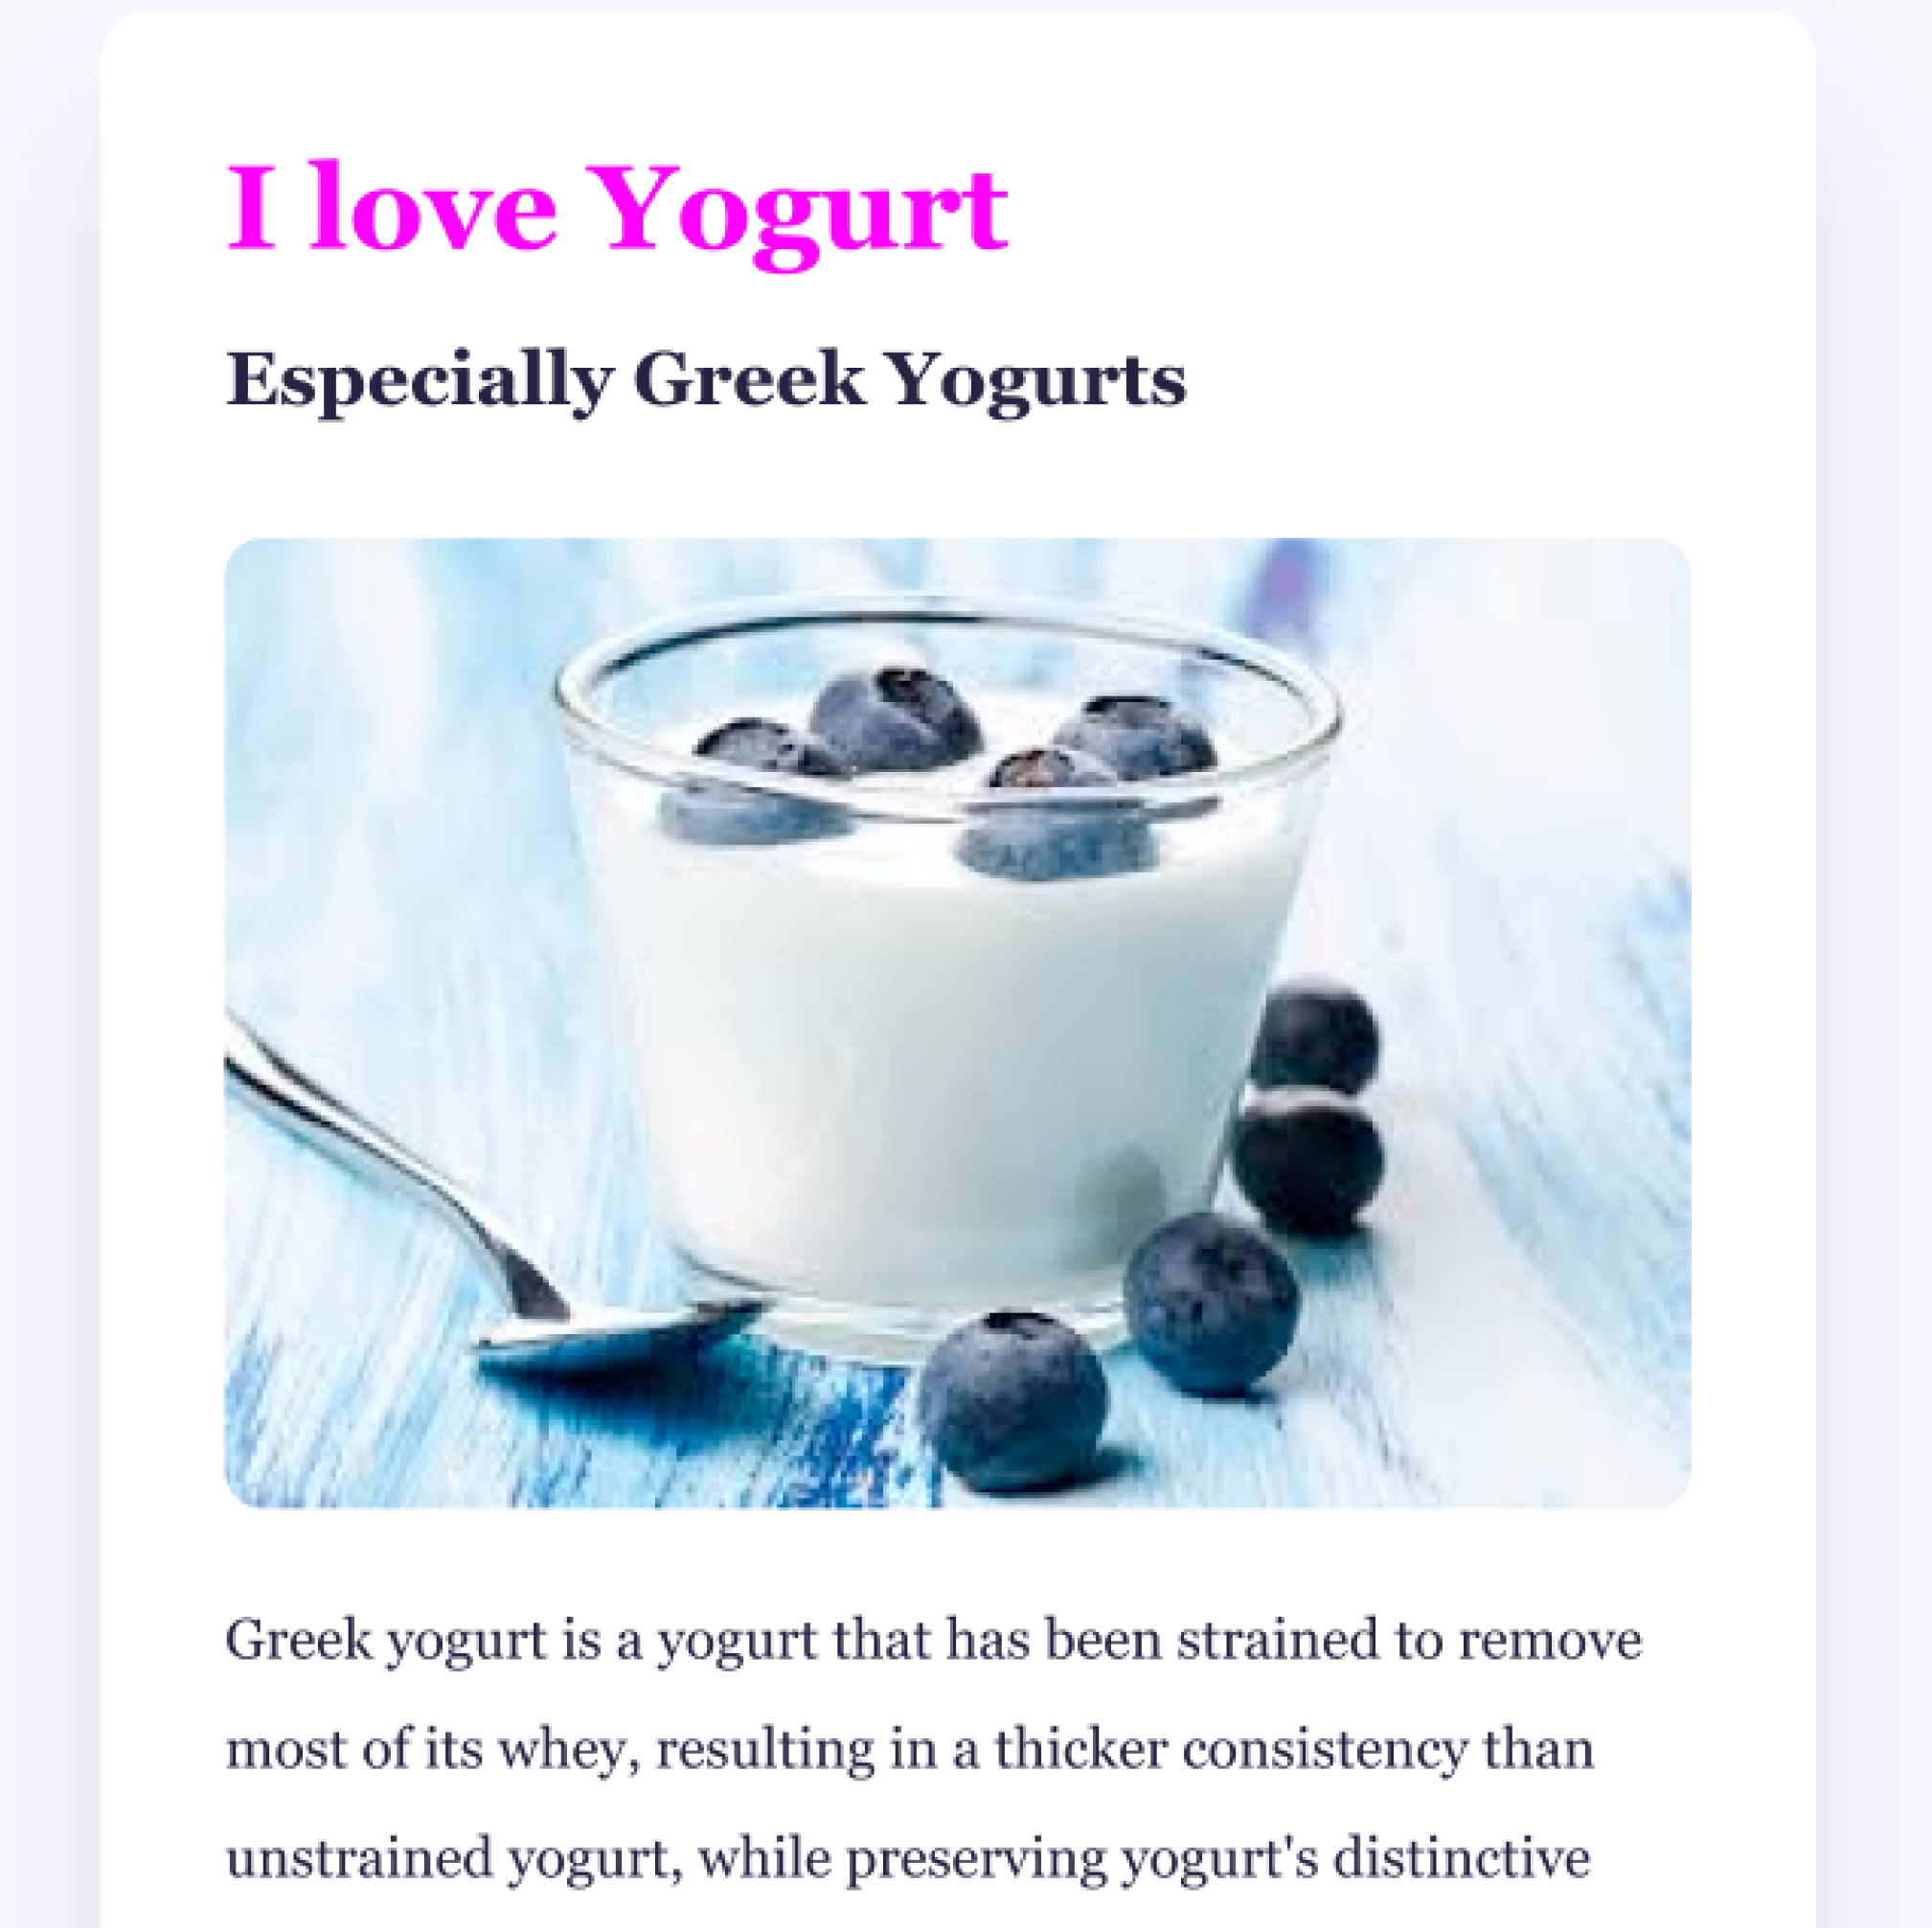 I love Yogurt
Especially Greek Yogurts
Greek yogurt is a yogurt that has been strained to remove
most of its whey, resulting in a thicker consistency than
unstrained yogurt, while preserving yogurt's distinctive